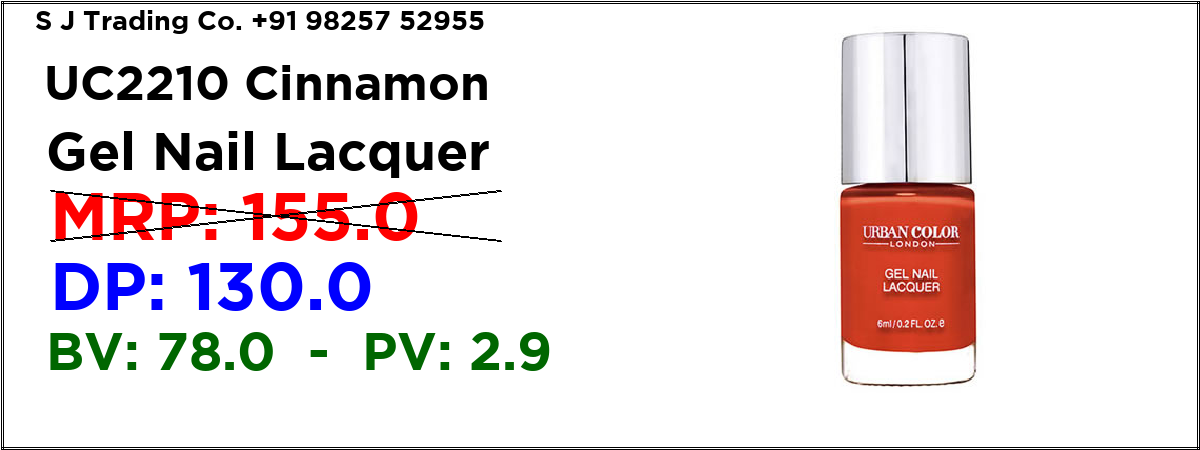 S J Trading Co. +91 98257 52955
UC2210 Cinnamon
Gel Nail Lacquer
MRP: 155.0
DP: 130.0
BV: 78.0 - PV: 2.9
URBAN COLOR
LONDON
GEL NAIL
LACQUER
6ml / 0.2 FL. OZ. e